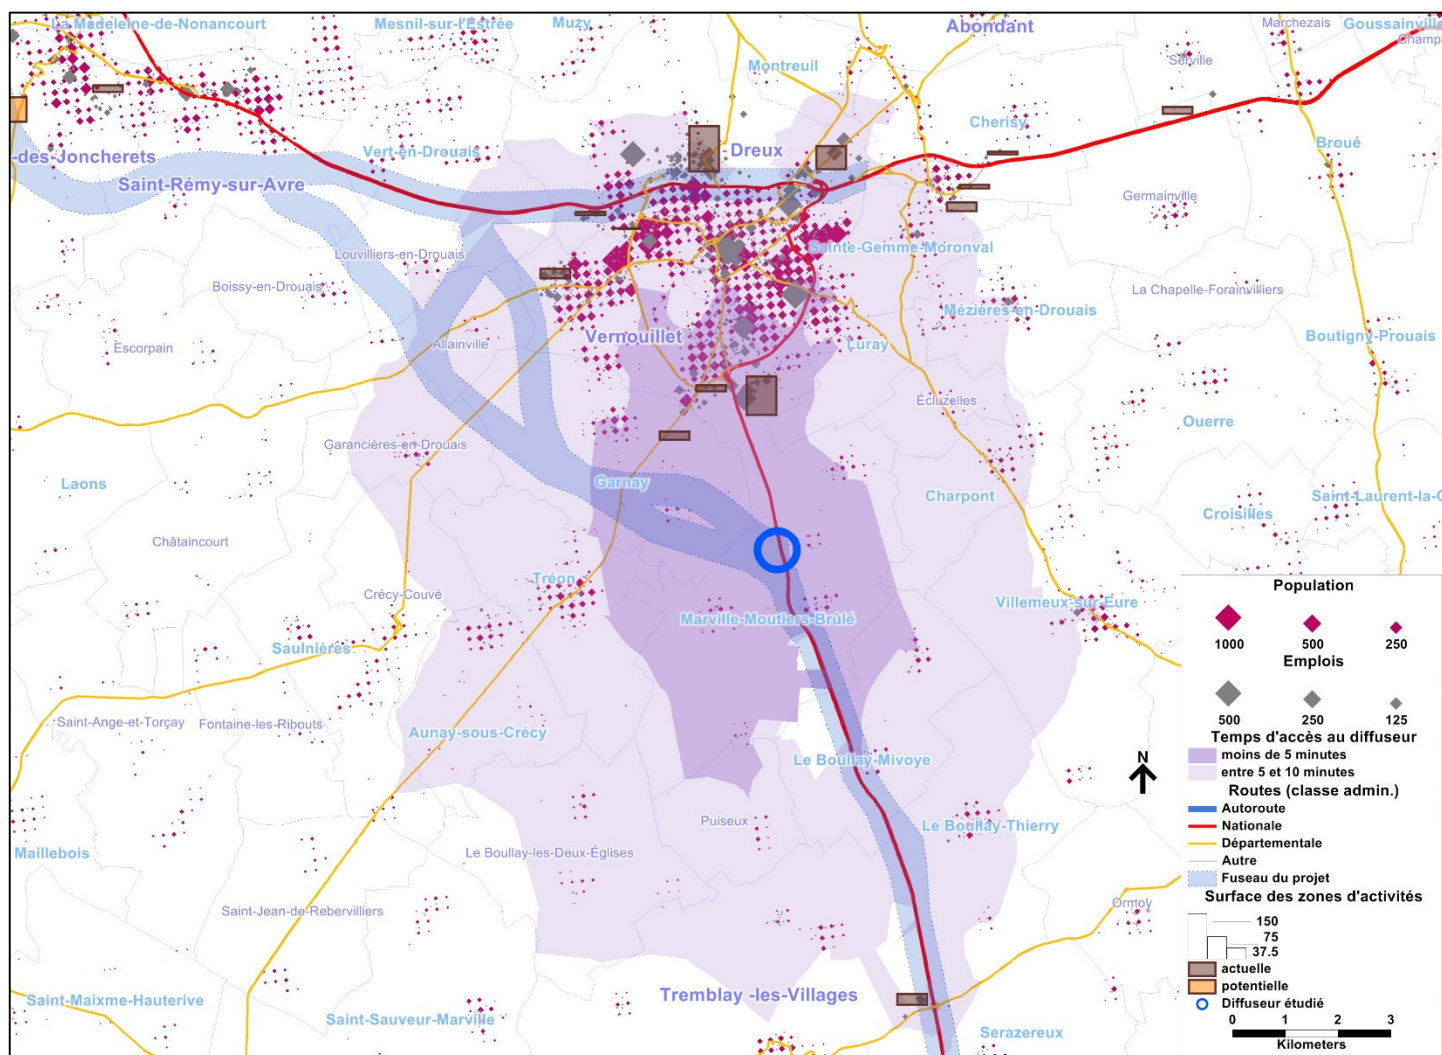 La Madeleine-de-Nonancourt
Mesnil-sur-l'Estrée
Muzy
Abondant
Marchezais
Goussainville
Champa
Montreuil
Serville
Cherisy
Broué
-des-Joncherets
Vert-en-Drouais
Dreux
Saint-Rémy-sur-Avre
Germainville
Louvilliers-en-Drouais
Sainte-Gemme-Moronval
Boissy-en-Drouais
La Chapelle-Forainvilliers
Mézières-en-Drouais
Escorpain
Allainville
Vernouillet
Luray
Boutigny-Prouais
Écluzelles
Ouerre
Garancières-en-Drouais
Laons
Garnay
Charpont
Saint-Laurent-la-G
Croisilles
Châtaincourt
Tréon
Crécy-Couvé
Villemeux-sur-Eure
Marville-Moutiers-Brûlé
Saulnières
Saint-Ange-et-Torçay
Fontaine-les-Ribouts
Aunay-sous-Crécy
Le Boullay-Mivoye
Puiseux
Le Boullay-Thierry
Maillebois
Le Boullay-les-Deux-Églises
Saint-Jean-de-Rebervilliers
Ormoy
Saint-Maixme-Hauterive
Tremblay -les-Villages
Saint-Sauveur-Marville
Serazereux
N
Population
1000 500 250
Emplois
500 250 125
Temps d'accès au diffuseur
moins de 5 minutes
entre 5 et 10 minutes
Routes (classe admin.)
Autoroute
Nationale
Départementale
Autre
Fuseau du projet
Surface des zones d'activités
150
75
37.5
actuelle
potentielle
Diffuseur étudié
0 1 2 3
Kilometers